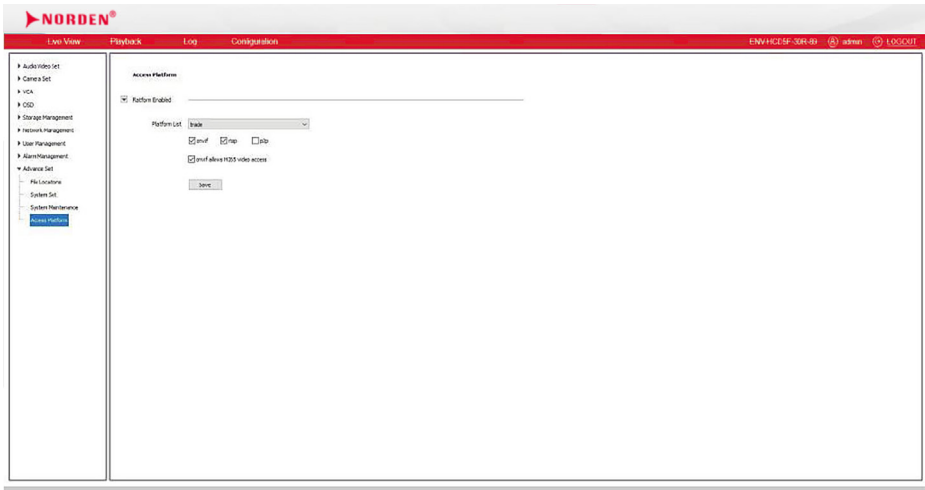 NORDEN®
Live View Playback Log Configuration ENV-HCD5F-30R-89 admin LOGOUT
Audio Video Set
Camera Set
VCA
OSD
Storage Management
Network Management
User Management
Alarm Management
Advance Set
File Locations
System Set
System Maintenance
Access Platform
Access Platform
Platform Enabled
Platform List
onvif rtsp p2p
onvif allows H265 video access
Save